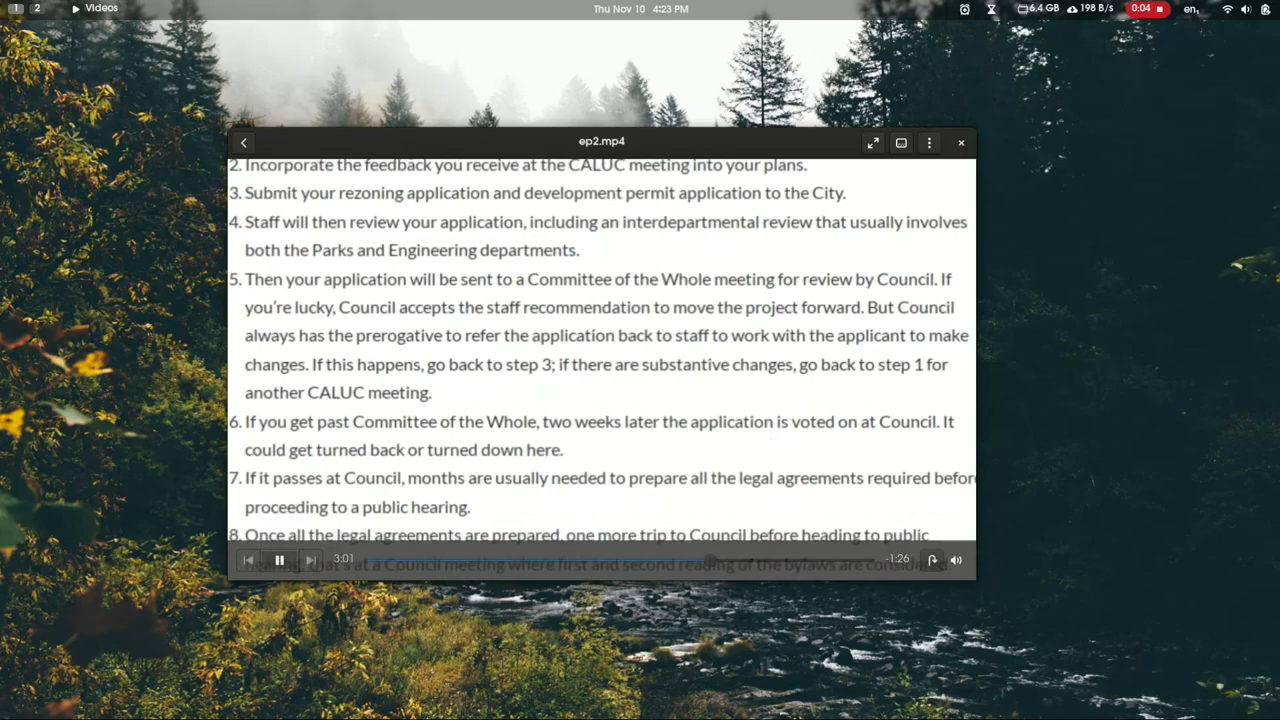 1 2 Videos Thu Nov 10 4:23 PM 6.4 GB 198 B/s 0:04 en₁
ep2.mp4
2. Incorporate the feedback you receive at the CALUC meeting into your plans.
3. Submit your rezoning application and development permit application to the City.
4. Staff will then review your application, including an interdepartmental review that usually involves
both the Parks and Engineering departments.
5. Then your application will be sent to a Committee of the Whole meeting for review by Council. If
you're lucky, Council accepts the staff recommendation to move the project forward. But Council
always has the prerogative to refer the application back to staff to work with the applicant to make
changes. If this happens, go back to step 3; if there are substantive changes, go back to step 1 for
another CALUC meeting.
6. If you get past Committee of the Whole, two weeks later the application is voted on at Council. It
could get turned back or turned down here.
7. If it passes at Council, months are usually needed to prepare all the legal agreements required before
proceeding to a public hearing.
8. Once all the legal agreements are prepared, one more trip to Council before heading to public
hearing, that's at a Council meeting where first and second reading of the bylaws are considered.
3:01 -1:26